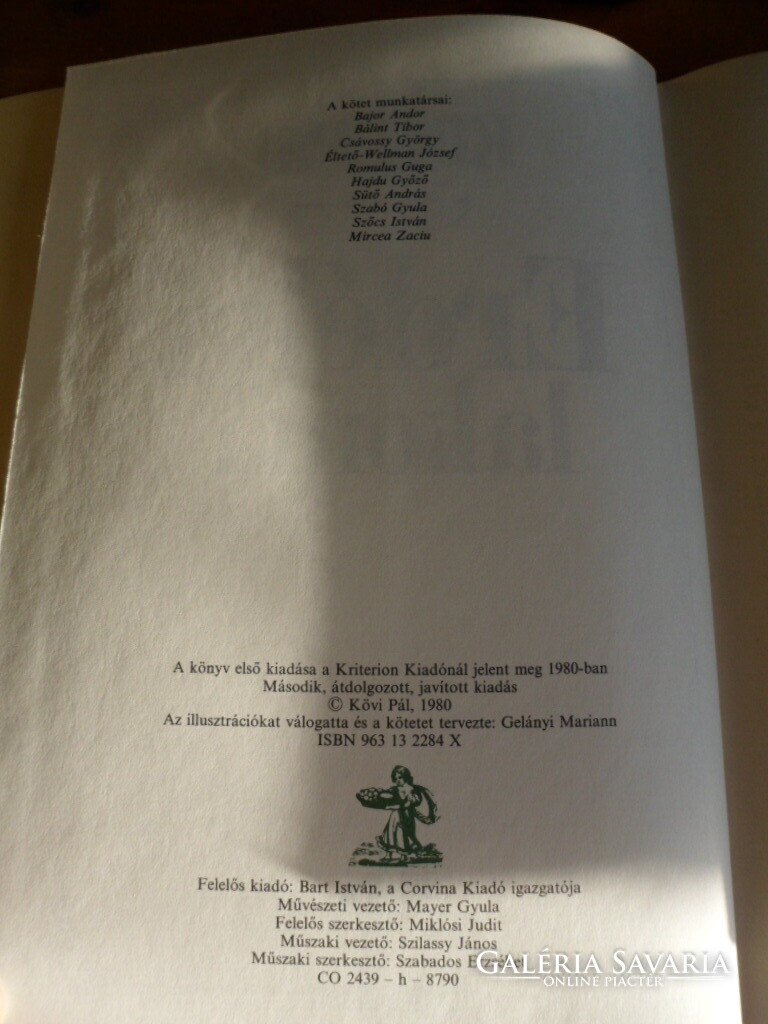 A kötet munkatársai:
Bajor Andor
Bálint Tibor
Csávossy György
Éltető-Wellman József
Romulus Guga
Hajdu Győző
Sütő András
Szabó Gyula
Szőcs István
Mircea Zaciu
A könyv első kiadása a Kriterion Kiadónál jelent meg 1980-ban
Második, átdolgozott, javított kiadás
© Kövi Pál, 1980
Az illusztrációkat válogatta és a kötetet tervezte: Gelányi Mariann
ISBN 963 13 2284 X
Felelős kiadó: Bart István, a Corvina Kiadó igazgatója
Művészeti vezető: Mayer Gyula
Felelős szerkesztő: Miklósi Judit
Műszaki vezető: Szilassy János
Műszaki szerkesztő: Szabados Erzsébet
CO 2439 – h – 8790
GALÉRIA SAVARIA
ONLINE PIACTÉR